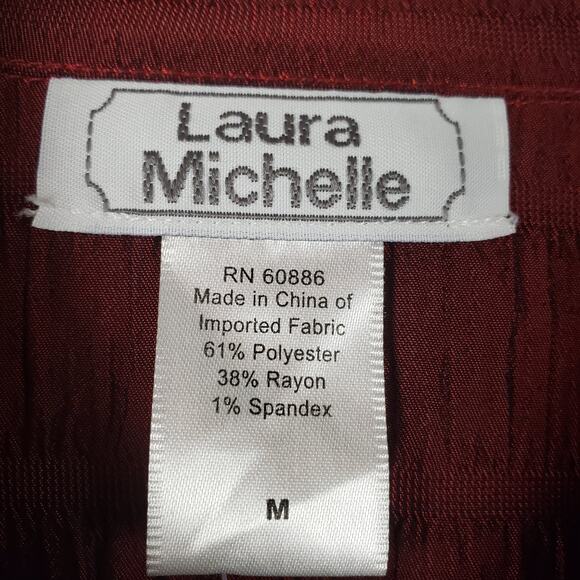 Laura
Michelle
RN 60886
Made in China of
Imported Fabric
61% Polyester
38% Rayon
1% Spandex
M